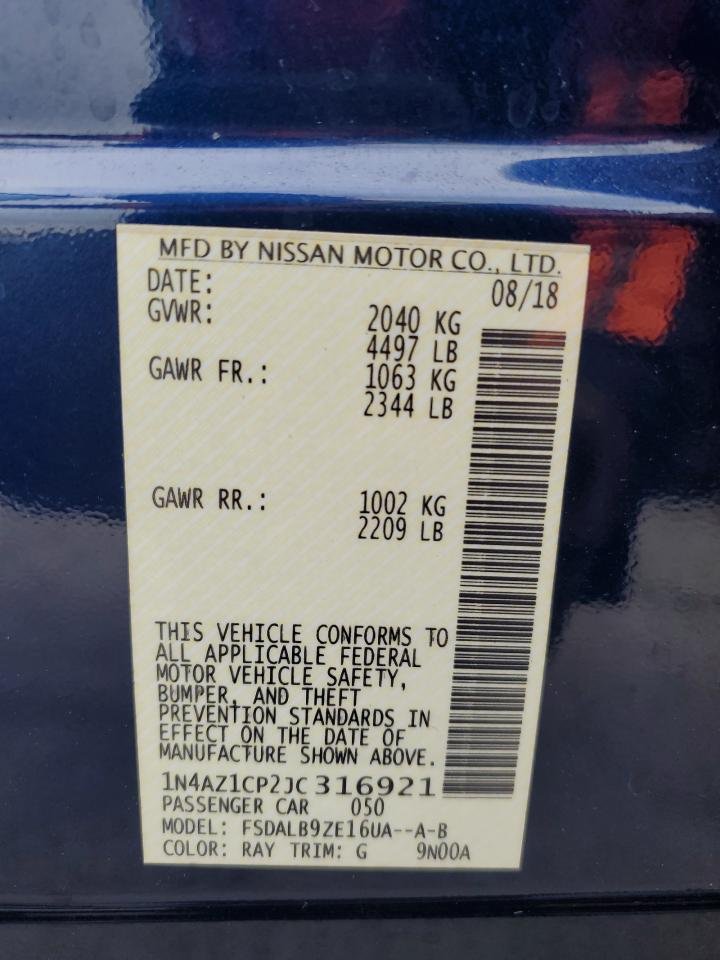 MFD BY NISSAN MOTOR CO., LTD.
DATE: 08/18
GVWR: 2040 KG
4497 LB
GAWR FR.: 1063 KG
2344 LB
GAWR RR.: 1002 KG
2209 LB
THIS VEHICLE CONFORMS TO
ALL APPLICABLE FEDERAL
MOTOR VEHICLE SAFETY,
BUMPER, AND THEFT
PREVENTION STANDARDS IN
EFFECT ON THE DATE OF
MANUFACTURE SHOWN ABOVE.
1N4AZ1CP2JC316921
PASSENGER CAR 050
MODEL: FSDALB9ZE16UA--A-B
COLOR: RAY TRIM: G 9N00A